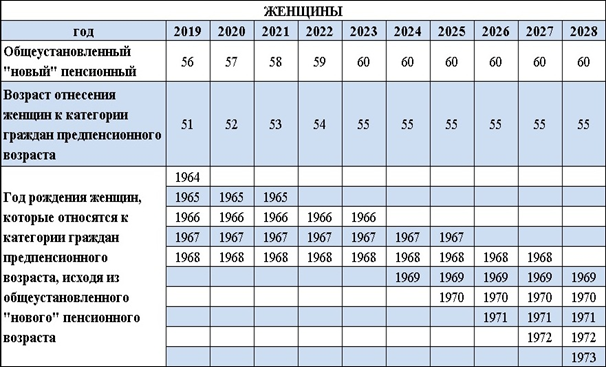 ЖЕНЩИНЫ
год 2019 2020 2021 2022 2023 2024 2025 2026 2027 2028
Общеустановленный
"новый" пенсионный 56 57 58 59 60 60 60 60 60 60
Возраст отнесения
женщин к категории
граждан предпенсионного
возраста 51 52 53 54 55 55 55 55 55 55
Год рождения женщин,
которые относятся к
категории граждан
предпенсионного
возраста, исходя из
общеустановленного
"нового" пенсионного
возраста
1964
1965 1965 1965
1966 1966 1966 1966 1966
1967 1967 1967 1967 1967 1967 1967
1968 1968 1968 1968 1968 1968 1968 1968 1968
1969 1969 1969 1969 1969
1970 1970 1970 1970
1971 1971 1971
1972 1972
1973